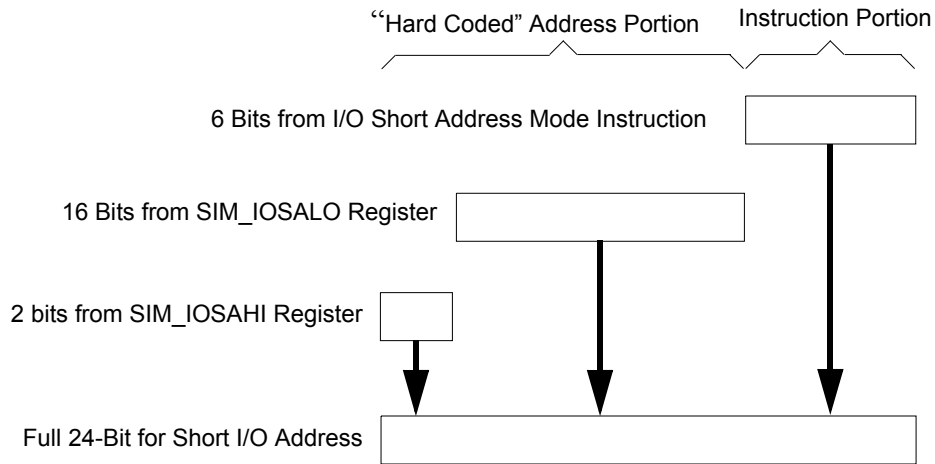 “Hard Coded” Address Portion
Instruction Portion
6 Bits from I/O Short Address Mode Instruction
16 Bits from SIM_IOSALO Register
2 bits from SIM_IOSAHI Register
Full 24-Bit for Short I/O Address